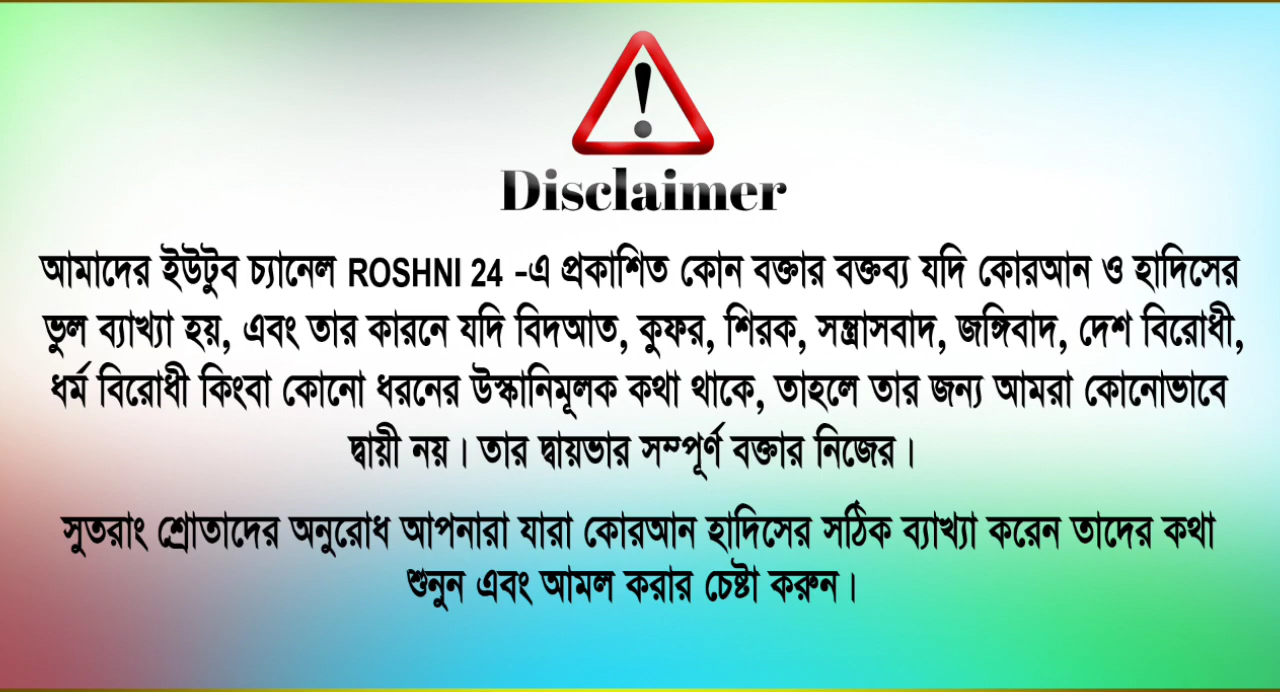 Disclaimer
আমাদের ইউটুব চ্যানেল ROSHNI 24 -এ প্রকাশিত কোন বক্তার বক্তব্য যদি কোরআন ও হাদিসের
ভুল ব্যাখ্যা হয়, এবং তার কারনে যদি বিদআত, কুফর, শিরক, সন্ত্রাসবাদ, জঙ্গিবাদ, দেশ বিরোধী,
ধর্ম বিরোধী কিংবা কোনো ধরনের উস্কানিমূলক কথা থাকে, তাহলে তার জন্য আমরা কোনোভাবে
দ্বায়ী নয়। তার দ্বায়ভার সম্পূর্ণ বক্তার নিজের।
সুতরাং শ্রোতাদের অনুরোধ আপনারা যারা কোরআন হাদিসের সঠিক ব্যাখ্যা করেন তাদের কথা
শুনুন এবং আমল করার চেষ্টা করুন।